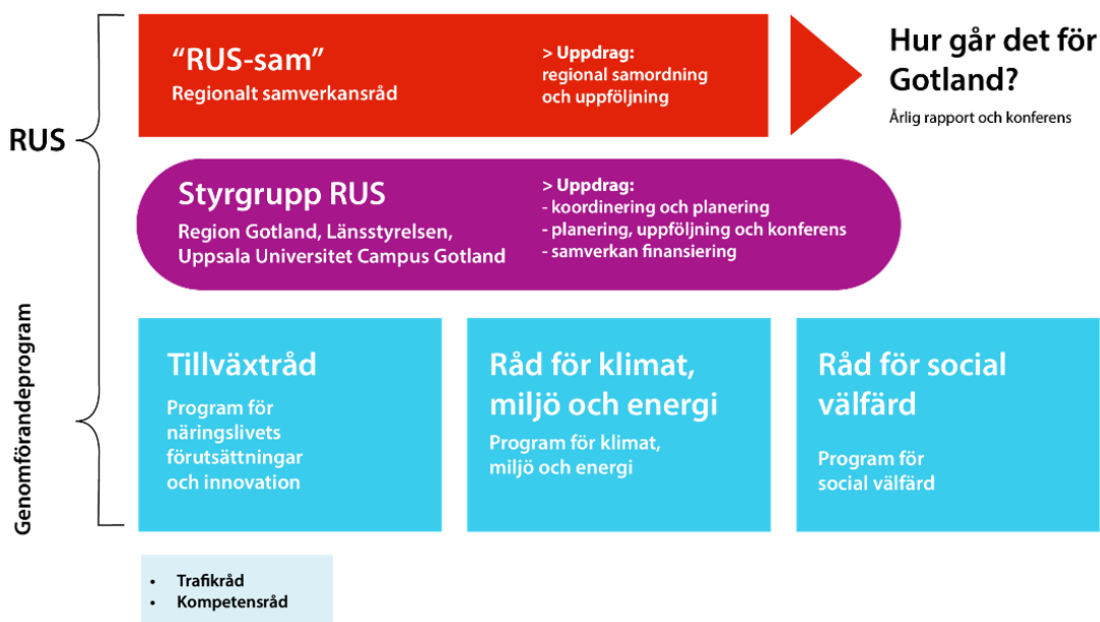 RUS
“RUS-sam”
Regionalt samverkansråd
> Uppdrag:
regional samordning
och uppföljning
Hur går det för
Gotland?
Årlig rapport och konferens
Styrgrupp RUS
Region Gotland, Länsstyrelsen,
Uppsala Universitet Campus Gotland
> Uppdrag:
- koordinering och planering
- planering, uppföljning och konferens
- samverkan finansiering
Genomförandeprogram
Tillväxtråd
Program för
näringslivets
förutsättningar
och innovation
Råd för klimat,
miljö och energi
Program för klimat,
miljö och energi
Råd för social
välfärd
Program för
social välfärd
• Trafikråd
• Kompetensråd